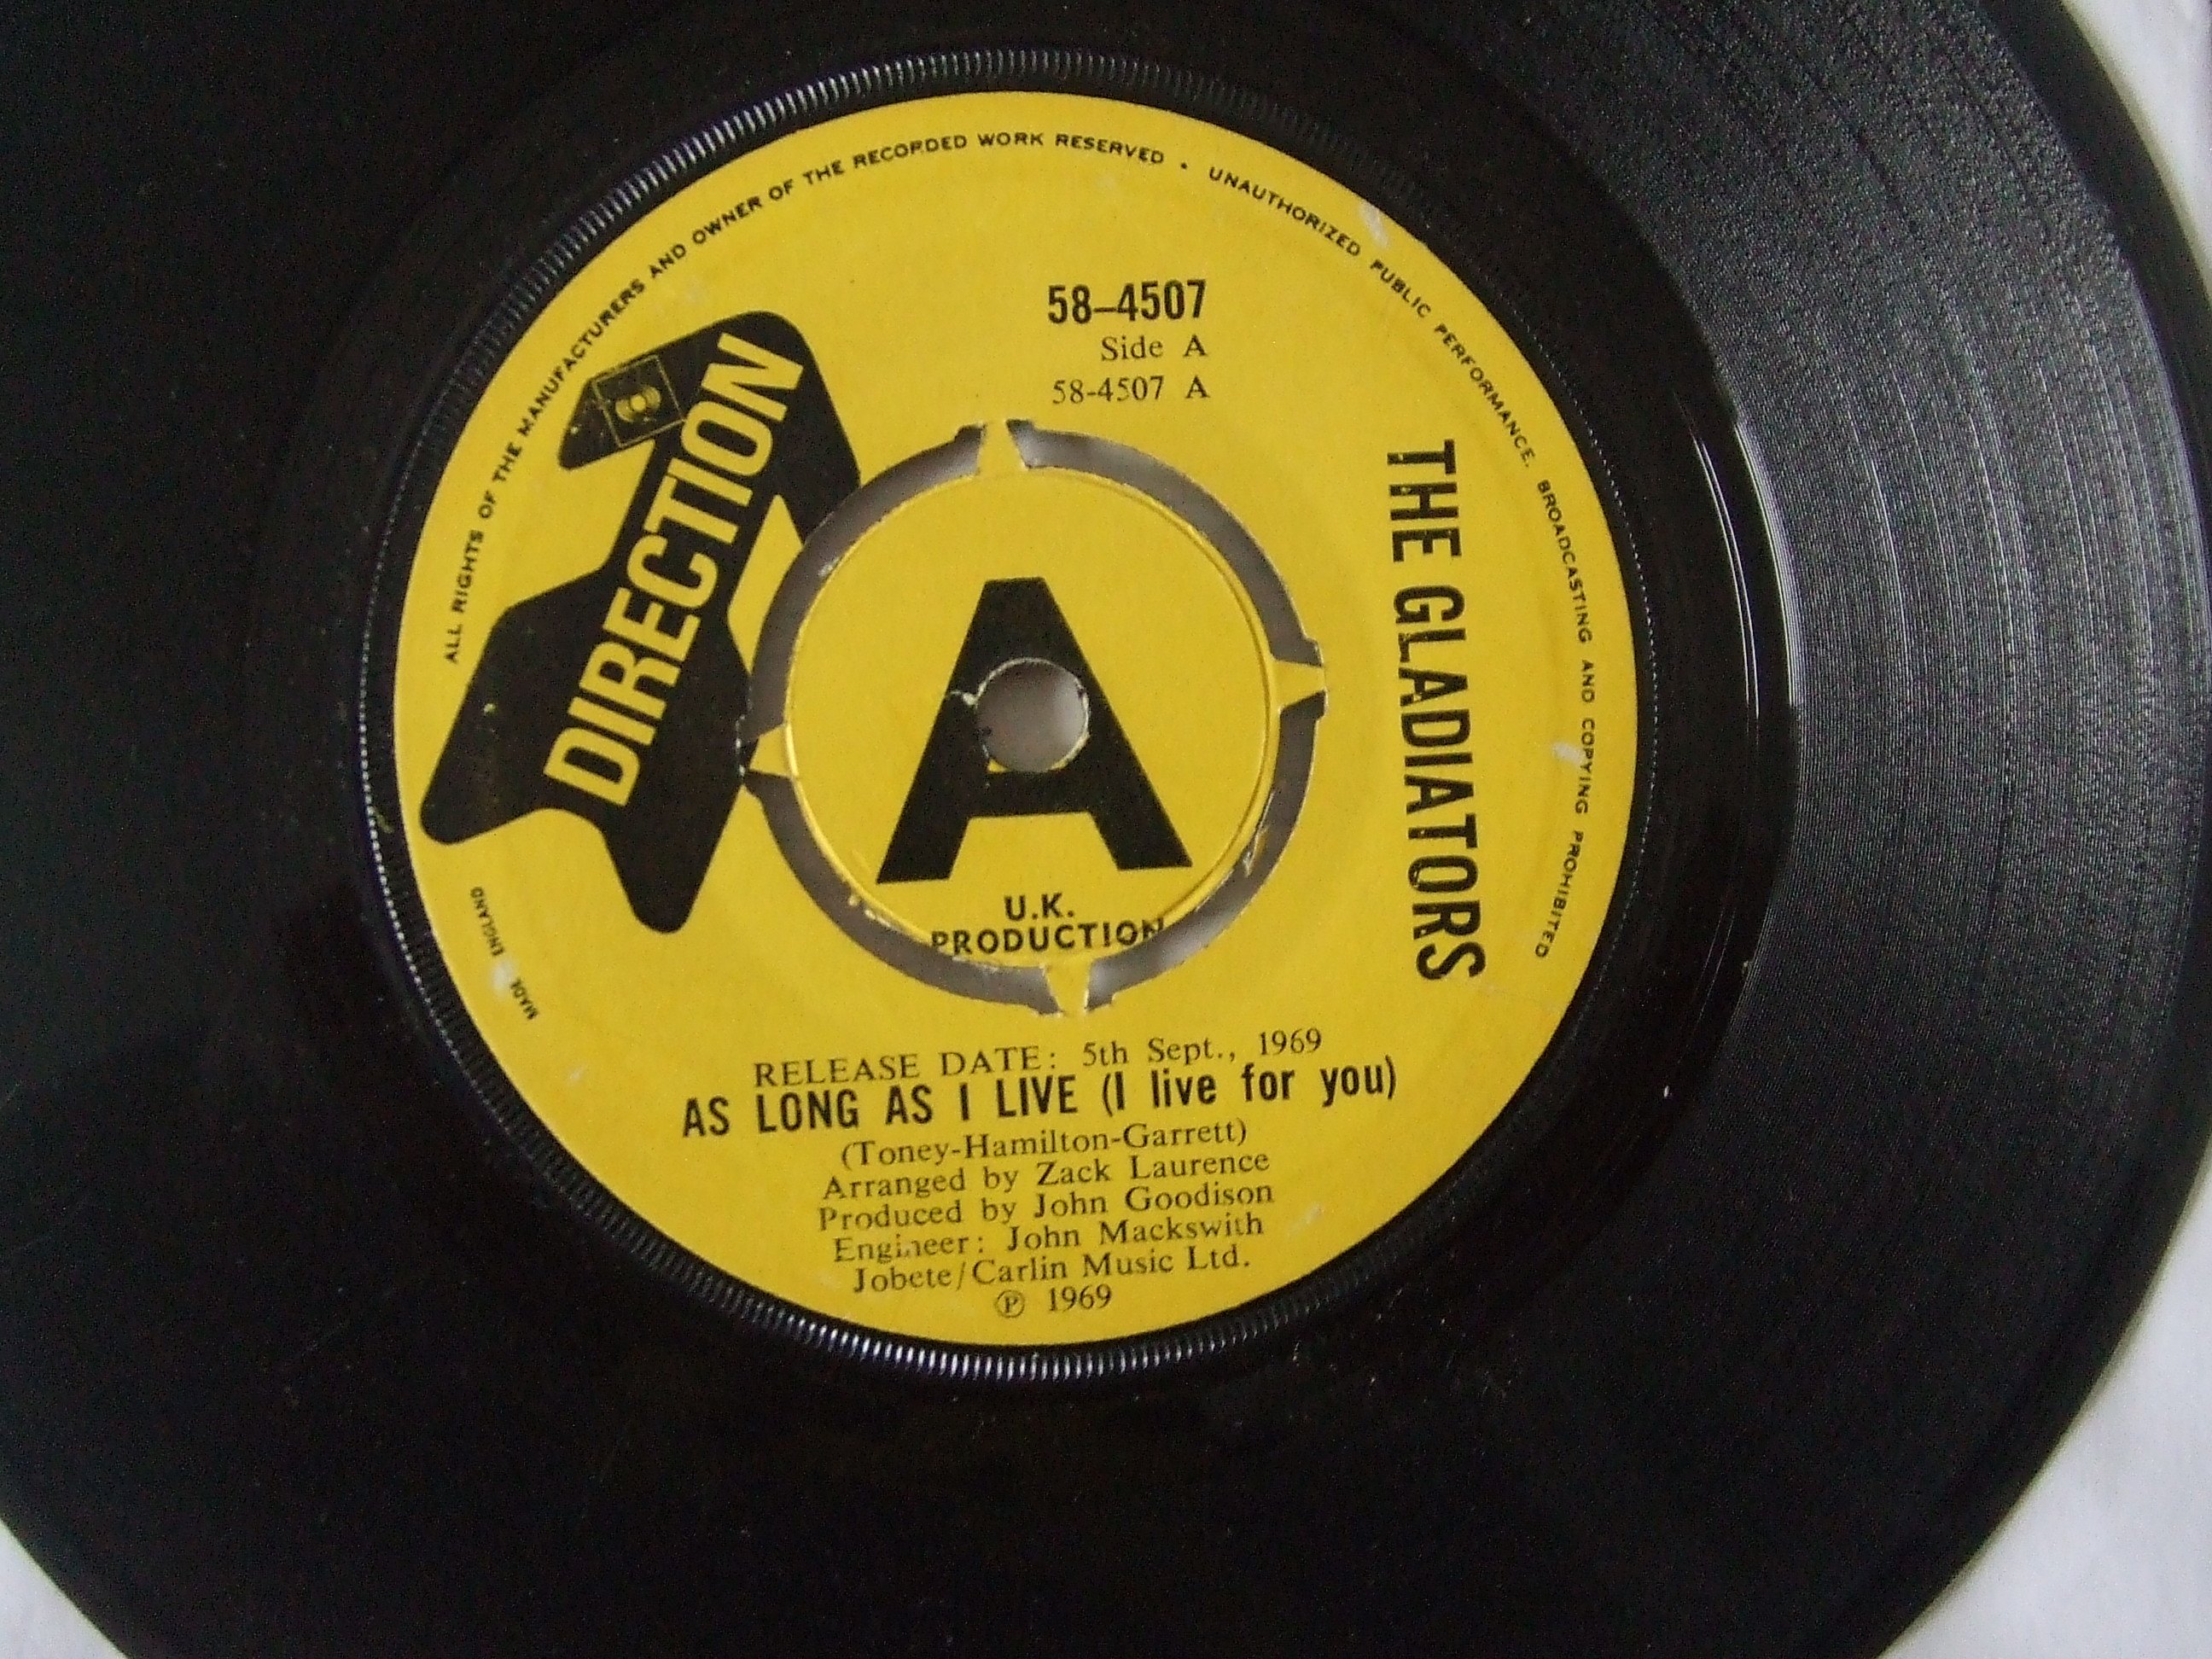 ALL RIGHTS OF THE MANUFACTURERS AND OWNER OF THE RECORDED WORK RESERVED · UNAUTHORIZED PUBLIC PERFORMANCE, BROADCASTING AND COPYING PROHIBITED
58-4507
Side A
58-4507 A
DIRECTION
THE GLADIATORS
A
U.K.
PRODUCTION
MADE ENGLAND
RELEASE DATE: 5th Sept., 1969
AS LONG AS I LIVE (I live for you)
(Toney-Hamilton-Garrett)
Arranged by Zack Laurence
Produced by John Goodison
Engineer: John Mackswith
Jobete/Carlin Music Ltd.
℗ 1969